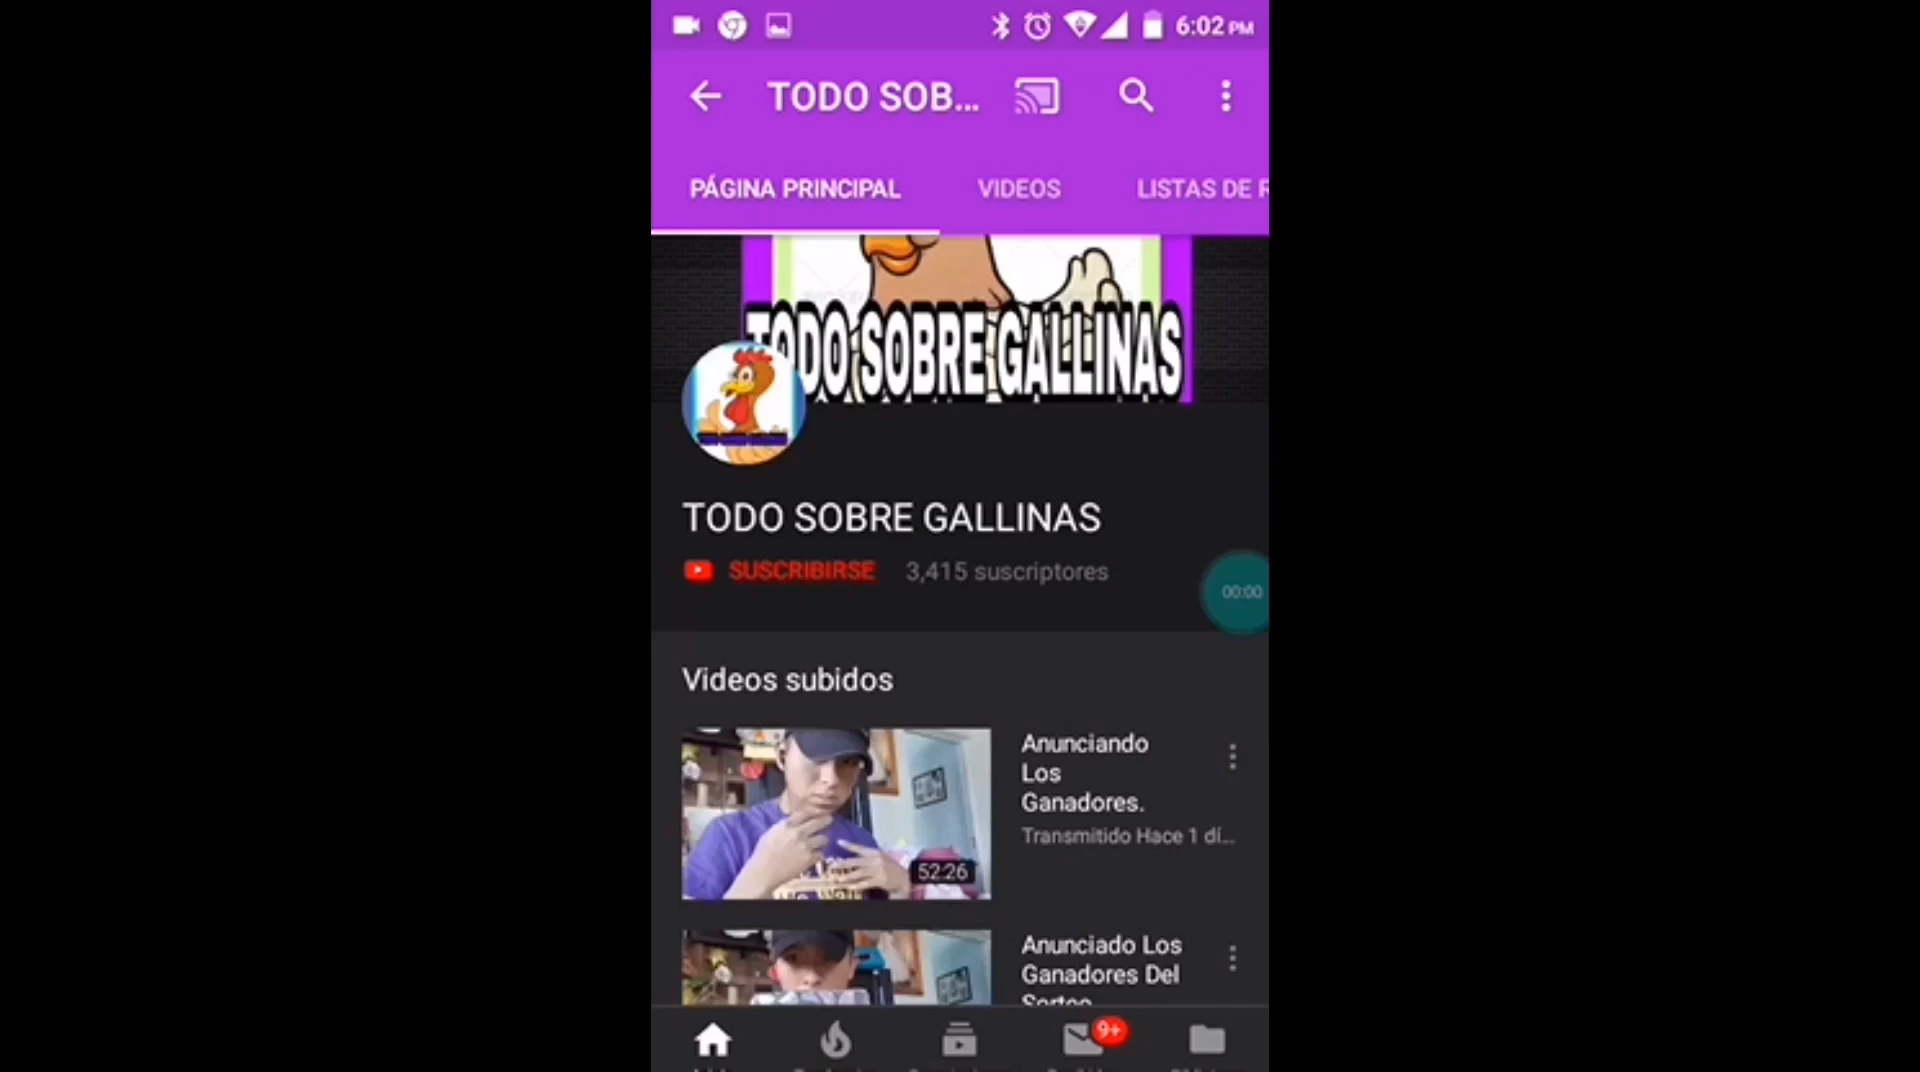 6:02 PM
TODO SOB...
PÁGINA PRINCIPAL VIDEOS LISTAS DE R
TODO SOBRE GALLINAS
TODO SOBRE GALLINAS
SUSCRIBIRSE 3,415 suscriptores
00:00
Videos subidos
Anunciando
Los
Ganadores.
Transmitido Hace 1 dí...
52:26
Anunciado Los
Ganadores Del
Sorteo
9+